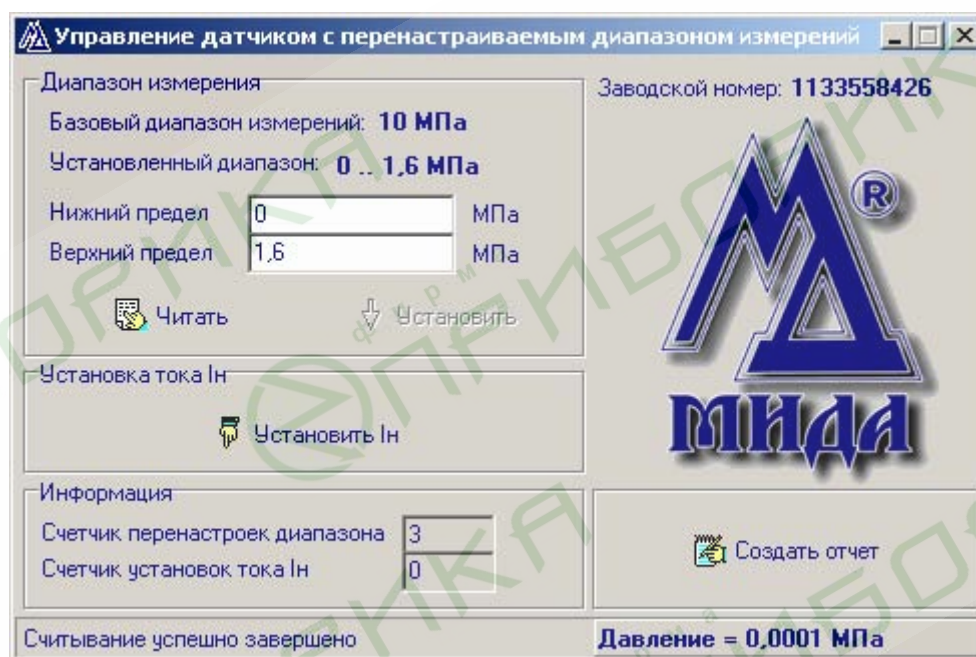 Управление датчиком с перенастраиваемым диапазоном измерений
Диапазон измерения
Базовый диапазон измерений: 10 МПа
Установленный диапазон: 0 .. 1,6 МПа
Нижний предел 0 МПа
Верхний предел 1,6 МПа
Читать Установить
Установка тока Iн
Установить Iн
Информация
Счетчик перенастроек диапазона 3
Счетчик установок тока Iн 0
Заводской номер: 1133558426
®
МИДА
Создать отчет
Считывание успешно завершено
Давление = 0,0001 МПа